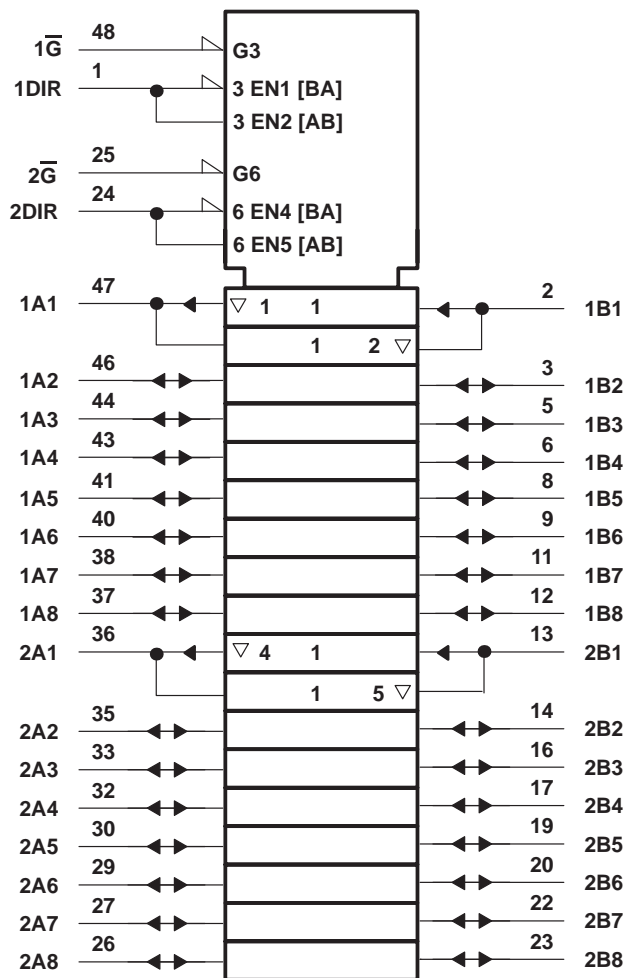 1G̅ 48 G3
1DIR 1 3 EN1 [BA]
3 EN2 [AB]
2G̅ 25 G6
2DIR 24 6 EN4 [BA]
6 EN5 [AB]
1A1 47 ▽ 1 1 2 1B1
1 2 ▽
1A2 46 3 1B2
1A3 44 5 1B3
1A4 43 6 1B4
1A5 41 8 1B5
1A6 40 9 1B6
1A7 38 11 1B7
1A8 37 12 1B8
2A1 36 ▽ 4 1 13 2B1
1 5 ▽
2A2 35 14 2B2
2A3 33 16 2B3
2A4 32 17 2B4
2A5 30 19 2B5
2A6 29 20 2B6
2A7 27 22 2B7
2A8 26 23 2B8